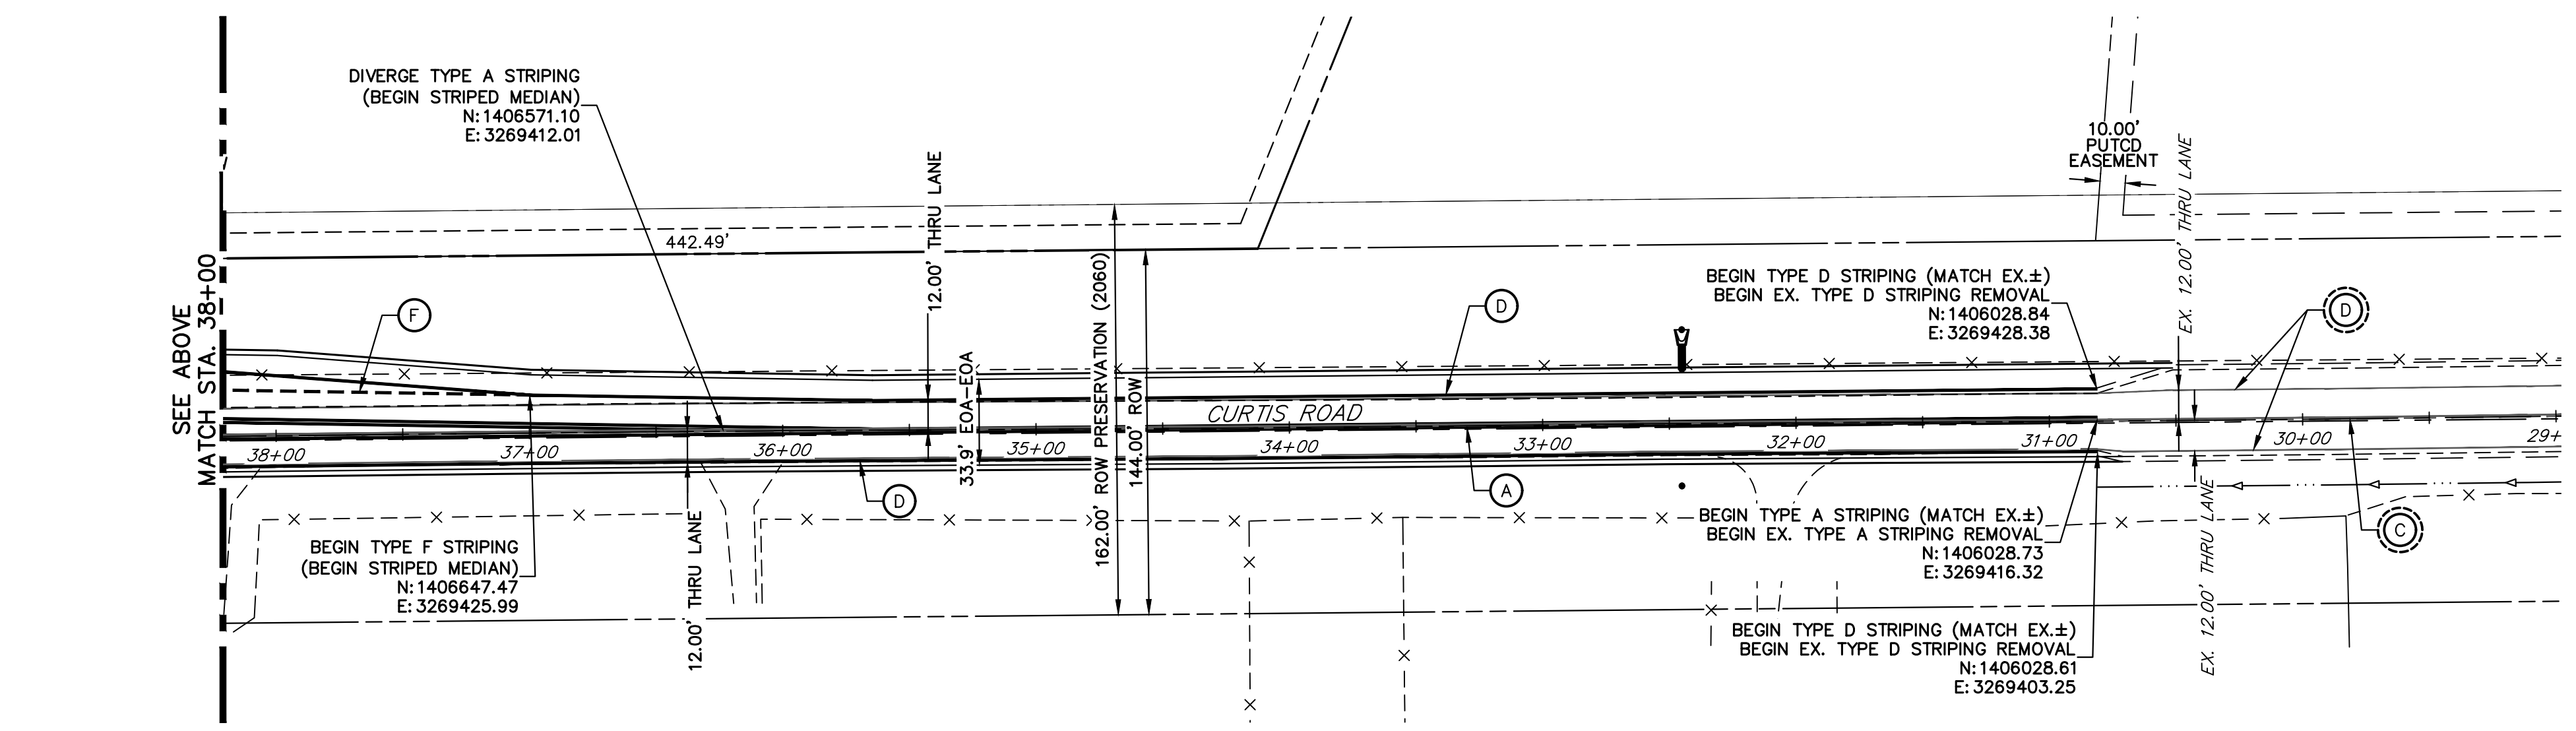 DIVERGE TYPE A STRIPING
(BEGIN STRIPED MEDIAN)
N:1406571.10
E:3269412.01
10.00'
PUTCD
EASEMENT
EX. 12.00' THRU LANE
12.00' THRU LANE
442.49'
SEE ABOVE
MATCH STA. 38+00
F
D
BEGIN TYPE D STRIPING (MATCH EX.±)
BEGIN EX. TYPE D STRIPING REMOVAL
N:1406028.84
E:3269428.38
D
33.9' EOA-EOA
162.00' ROW PRESERVATION (2060)
144.00' ROW
CURTIS ROAD
38+00
37+00
36+00
35+00
34+00
33+00
32+00
31+00
30+00
29+
D
A
C
BEGIN TYPE F STRIPING
(BEGIN STRIPED MEDIAN)
N:1406647.47
E:3269425.99
12.00' THRU LANE
BEGIN TYPE A STRIPING (MATCH EX.±)
BEGIN EX. TYPE A STRIPING REMOVAL
N:1406028.73
E:3269416.32
EX. 12.00' THRU LANE
BEGIN TYPE D STRIPING (MATCH EX.±)
BEGIN EX. TYPE D STRIPING REMOVAL
N:1406028.61
E:3269403.25